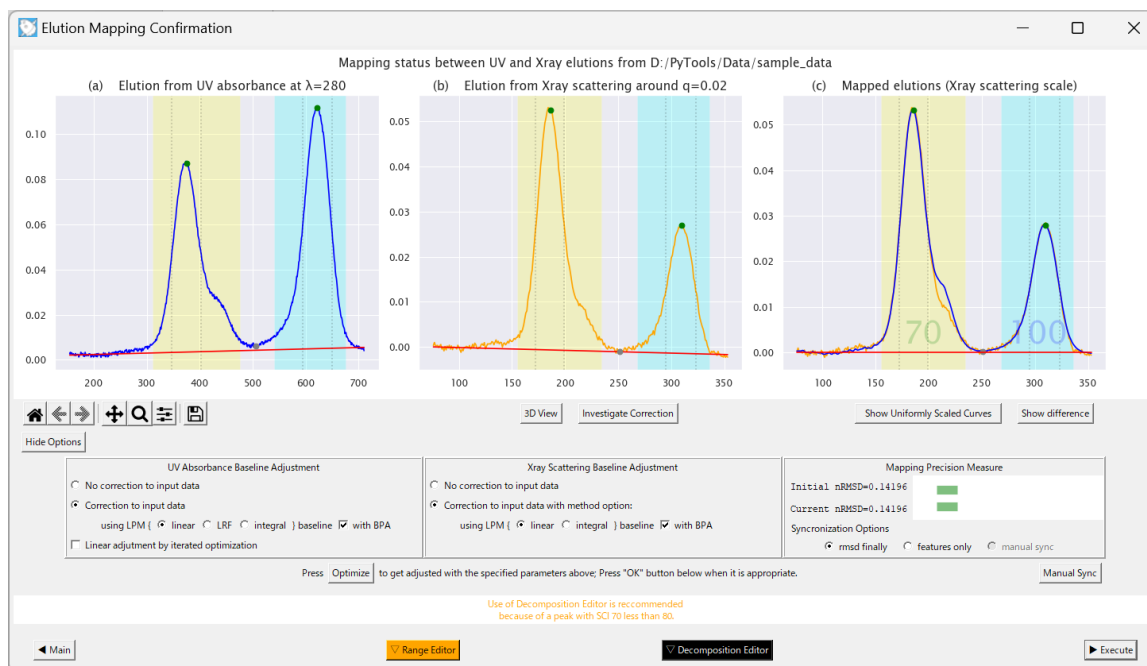 Elution Mapping Confirmation
Mapping status between UV and Xray elutions from D:/PyTools/Data/sample_data
(a) Elution from UV absorbance at λ=280
(b) Elution from Xray scattering around q=0.02
(c) Mapped elutions (Xray scattering scale)
0.10
0.08
0.06
0.04
0.02
0.00
200 300 400 500 600 700
0.05
0.04
0.03
0.02
0.01
0.00
100 150 200 250 300 350
0.05
0.04
0.03
0.02
0.01
0.00
70
100
100 150 200 250 300 350
3D View
Investigate Correction
Show Uniformly Scaled Curves
Show difference
Hide Options
UV Absorbance Baseline Adjustment
No correction to input data
Correction to input data
using LPM { linear LRF integral } baseline with BPA
Linear adjutment by iterated optimization
Xray Scattering Baseline Adjustment
No correction to input data
Correction to input data with method option:
using LPM { linear integral } baseline with BPA
Mapping Precision Measure
Initial nRMSD=0.14196
Current nRMSD=0.14196
Syncronization Options
rmsd finally features only manual sync
Press Optimize to get adjusted with the specified parameters above; Press "OK" button below when it is appropriate.
Manual Sync
Use of Decomposition Editor is reccommended
because of a peak with SCI 70 less than 80.
◀ Main
▽ Range Editor
▽ Decomposition Editor
▶ Execute